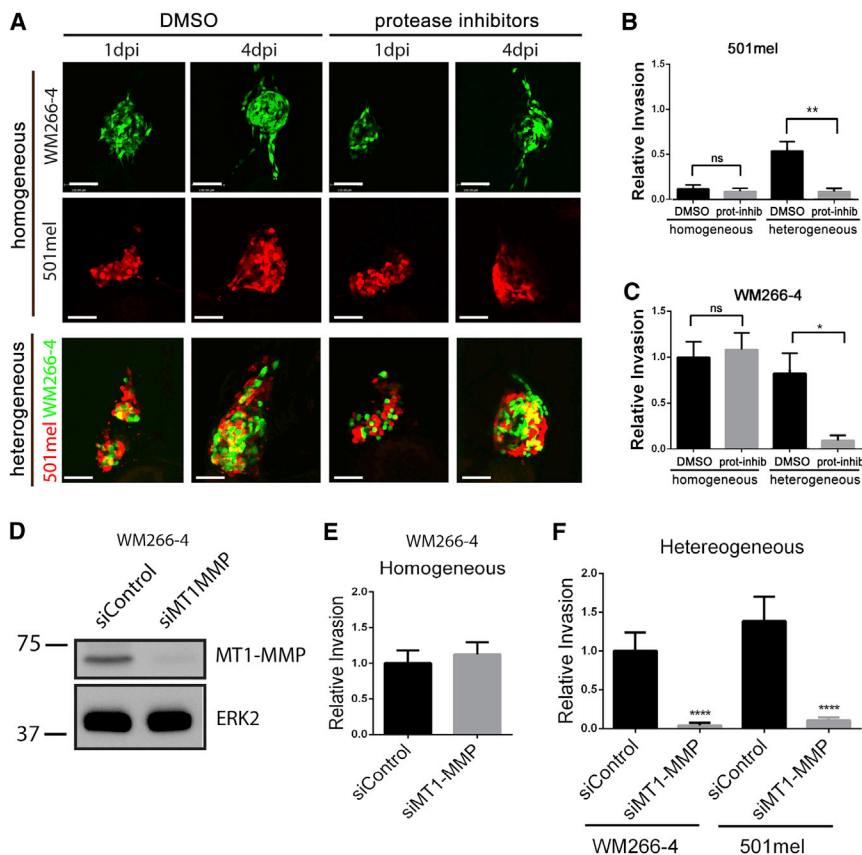 A
DMSO
protease inhibitors
1dpi
4dpi
1dpi
4dpi
homogeneous
WM266-4
501mel
heterogeneous
501mel WM266-4
B
501mel
Relative Invasion
1.5
1.0
0.5
0.0
ns
**
DMSO
prot-inhib
DMSO
prot-inhib
homogeneous
heterogeneous
C
WM266-4
Relative Invasion
1.5
1.0
0.5
0.0
ns
*
DMSO
prot-inhib
DMSO
prot-inhib
homogeneous
heterogeneous
D
WM266-4
siControl
siMT1MMP
75
37
MT1-MMP
ERK2
E
WM266-4
Homogeneous
Relative Invasion
2.0
1.5
1.0
0.5
0.0
siControl
siMT1-MMP
F
Hetereogeneous
Relative Invasion
2.0
1.5
1.0
0.5
0.0
****
****
siControl
siMT1-MMP
siControl
siMT1-MMP
WM266-4
501mel